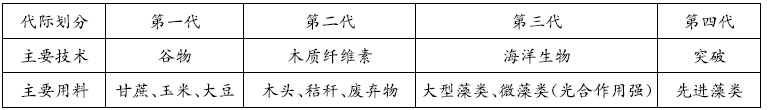 代际划分 第一代 第二代 第三代 第四代
主要技术 谷物 木质纤维素 海洋生物 突破
主要用料 甘蔗、玉米、大豆 木头、秸秆、废弃物 大型藻类、微藻类(光合作用强) 先进藻类